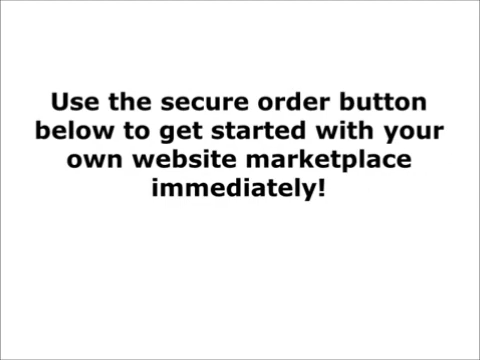 Use the secure order button
below to get started with your
own website marketplace
immediately!